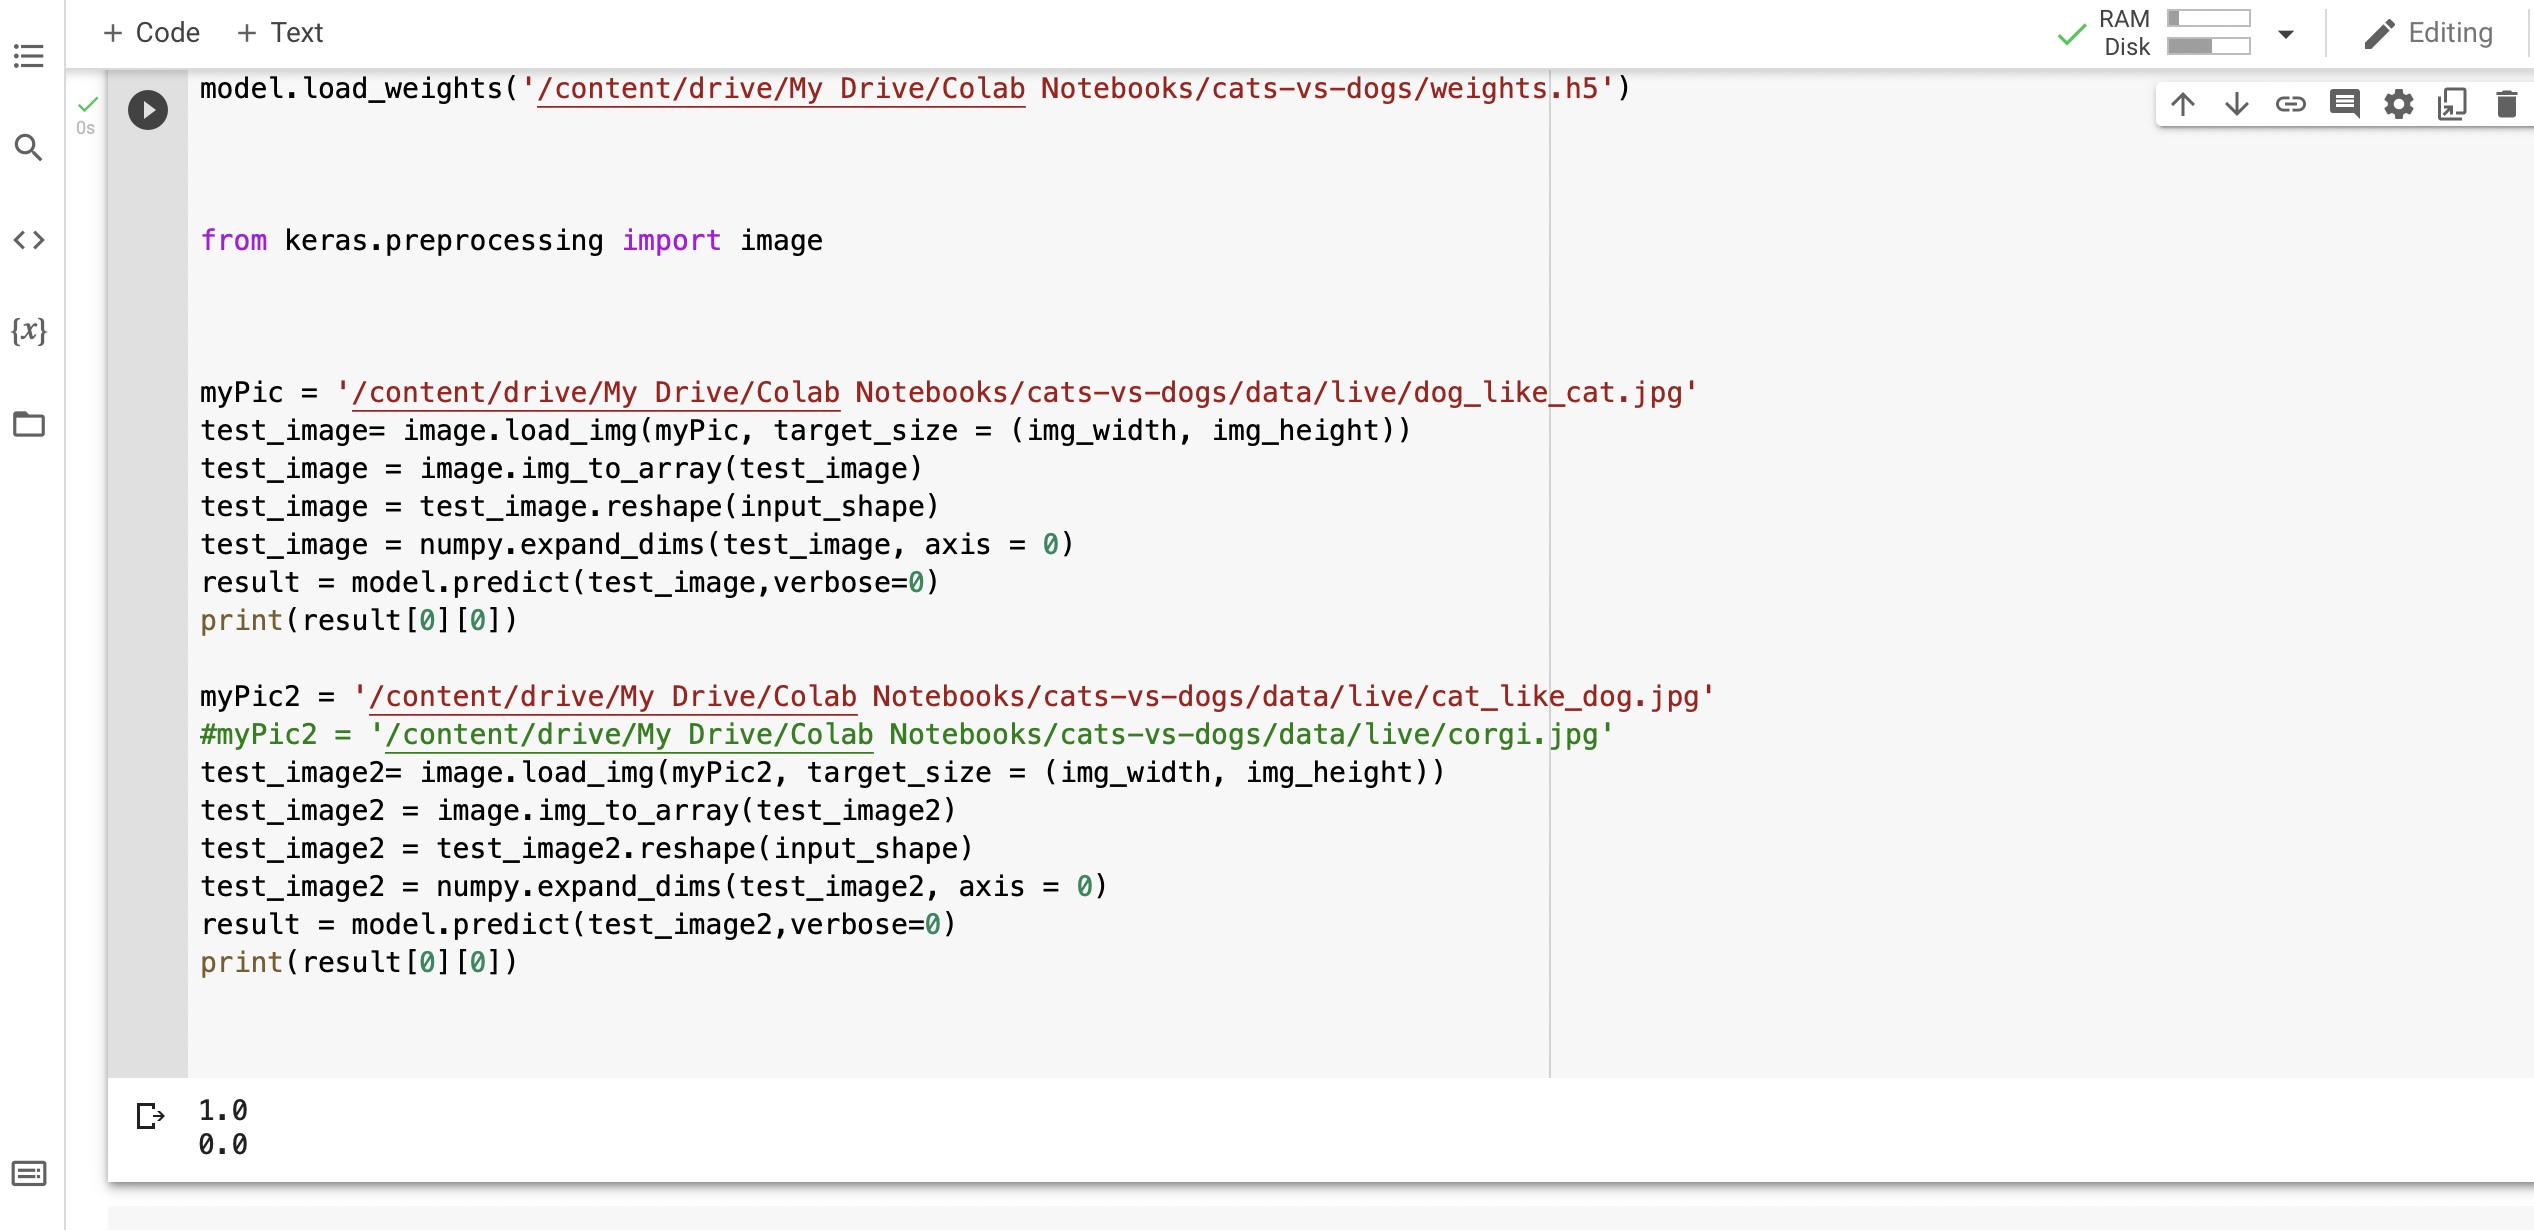 + Code + Text
RAM
Disk
Editing
0s
model.load_weights('/content/drive/My Drive/Colab Notebooks/cats-vs-dogs/weights.h5')
from keras.preprocessing import image
{x}
myPic = '/content/drive/My Drive/Colab Notebooks/cats-vs-dogs/data/live/dog_like_cat.jpg'
test_image= image.load_img(myPic, target_size = (img_width, img_height))
test_image = image.img_to_array(test_image)
test_image = test_image.reshape(input_shape)
test_image = numpy.expand_dims(test_image, axis = 0)
result = model.predict(test_image,verbose=0)
print(result[0][0])
myPic2 = '/content/drive/My Drive/Colab Notebooks/cats-vs-dogs/data/live/cat_like_dog.jpg'
#myPic2 = '/content/drive/My Drive/Colab Notebooks/cats-vs-dogs/data/live/corgi.jpg'
test_image2= image.load_img(myPic2, target_size = (img_width, img_height))
test_image2 = image.img_to_array(test_image2)
test_image2 = test_image2.reshape(input_shape)
test_image2 = numpy.expand_dims(test_image2, axis = 0)
result = model.predict(test_image2,verbose=0)
print(result[0][0])
1.0
0.0